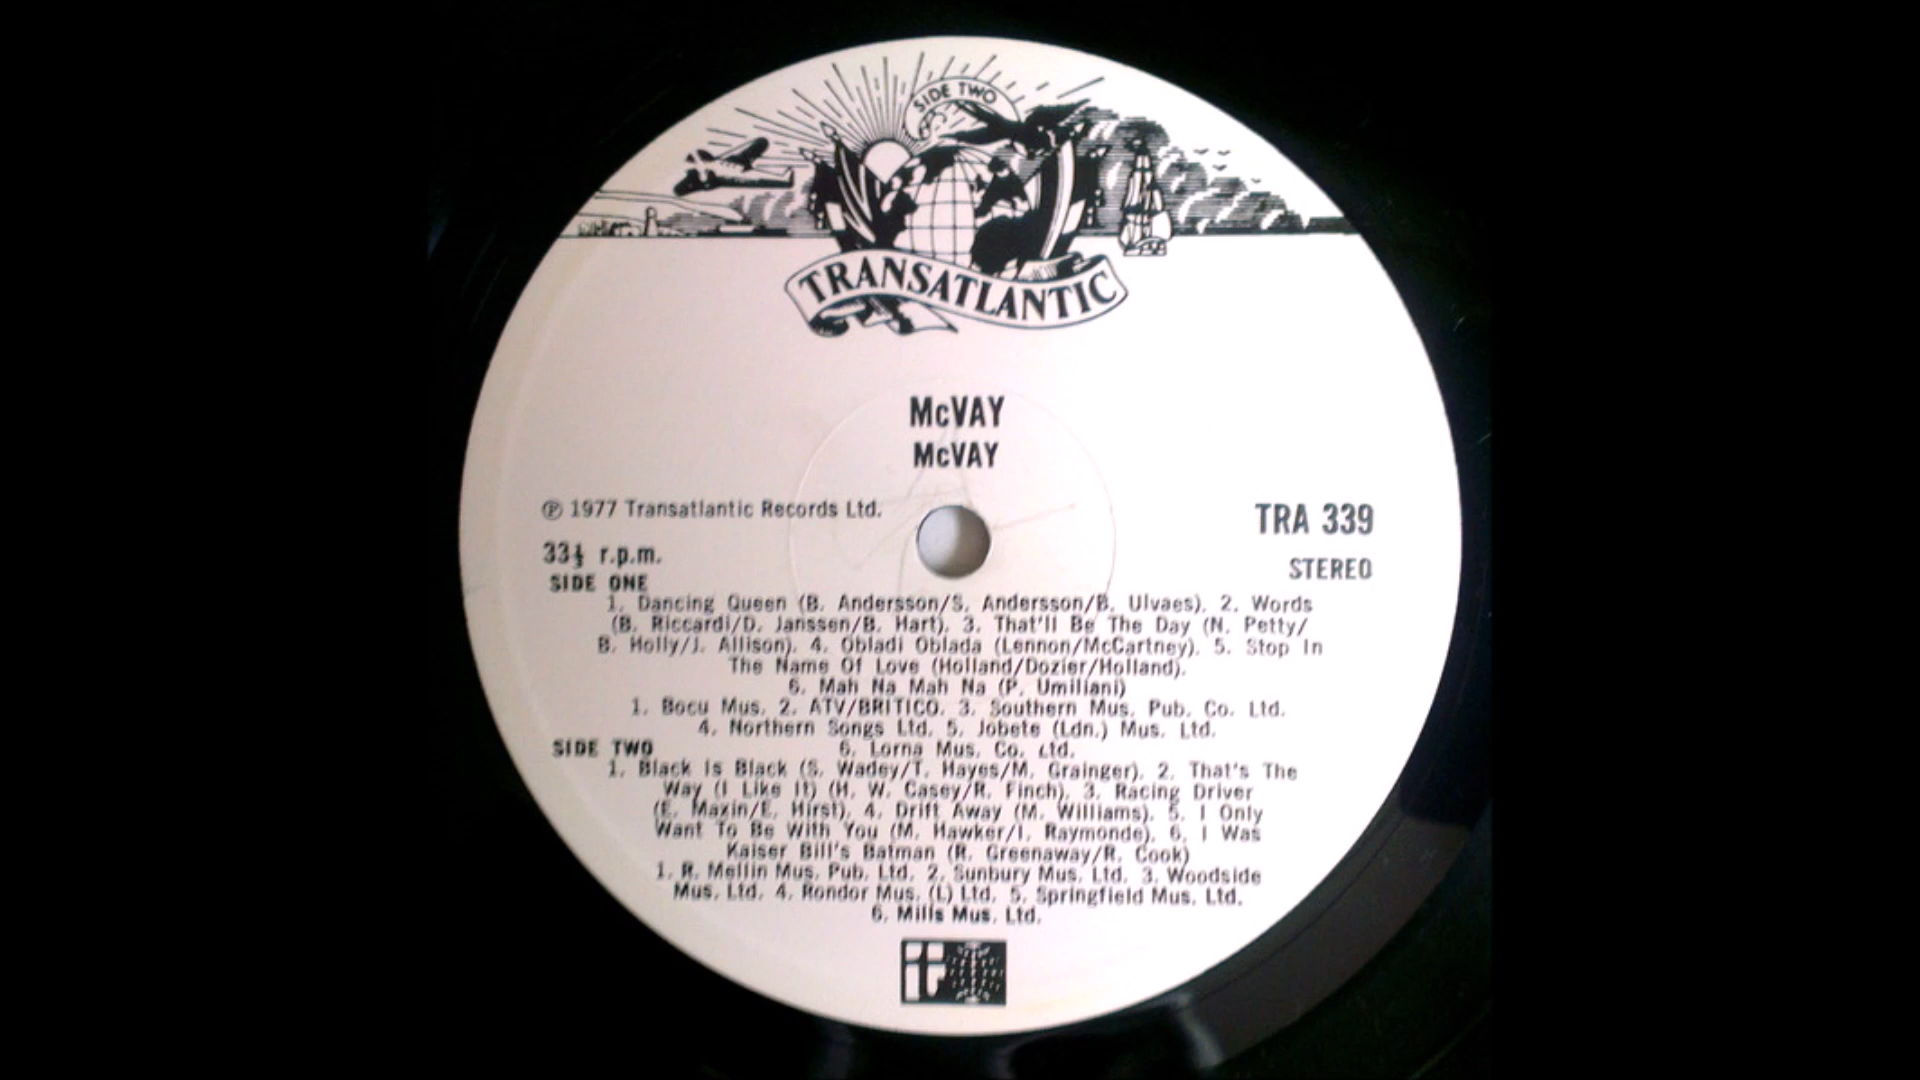 SIDE TWO
TRANSATLANTIC
McVAY
McVAY
℗ 1977 Transatlantic Records Ltd.
TRA 339
33⅓ r.p.m.
STEREO
SIDE ONE
1. Dancing Queen (B. Andersson/S. Andersson/B. Ulvaes). 2. Words
(B. Riccardi/D. Janssen/B. Hart). 3. That'll Be The Day (N. Petty/
B. Holly/J. Allison). 4. Obladi Oblada (Lennon/McCartney). 5. Stop In
The Name Of Love (Holland/Dozier/Holland).
6. Mah Na Mah Na (P. Umiliani)
1. Bocu Mus. 2. ATV/BRITICO. 3. Southern Mus. Pub. Co. Ltd.
4. Northern Songs Ltd. 5. Jobete (Ldn.) Mus. Ltd.
SIDE TWO 6. Lorna Mus. Co. Ltd.
1. Black Is Black (S. Wadey/T. Hayes/M. Grainger). 2. That's The
Way (I Like It) (H. W. Casey/R. Finch). 3. Racing Driver
(E. Maxin/E. Hirst). 4. Drift Away (M. Williams). 5. I Only
Want To Be With You (M. Hawker/I. Raymonde). 6. I Was
Kaiser Bill's Batman (R. Greenaway/R. Cook)
1. R. Mellin Mus. Pub. Ltd. 2. Sunbury Mus. Ltd. 3. Woodside
Mus. Ltd. 4. Rondor Mus. (L) Ltd. 5. Springfield Mus. Ltd.
6. Mills Mus. Ltd.
it